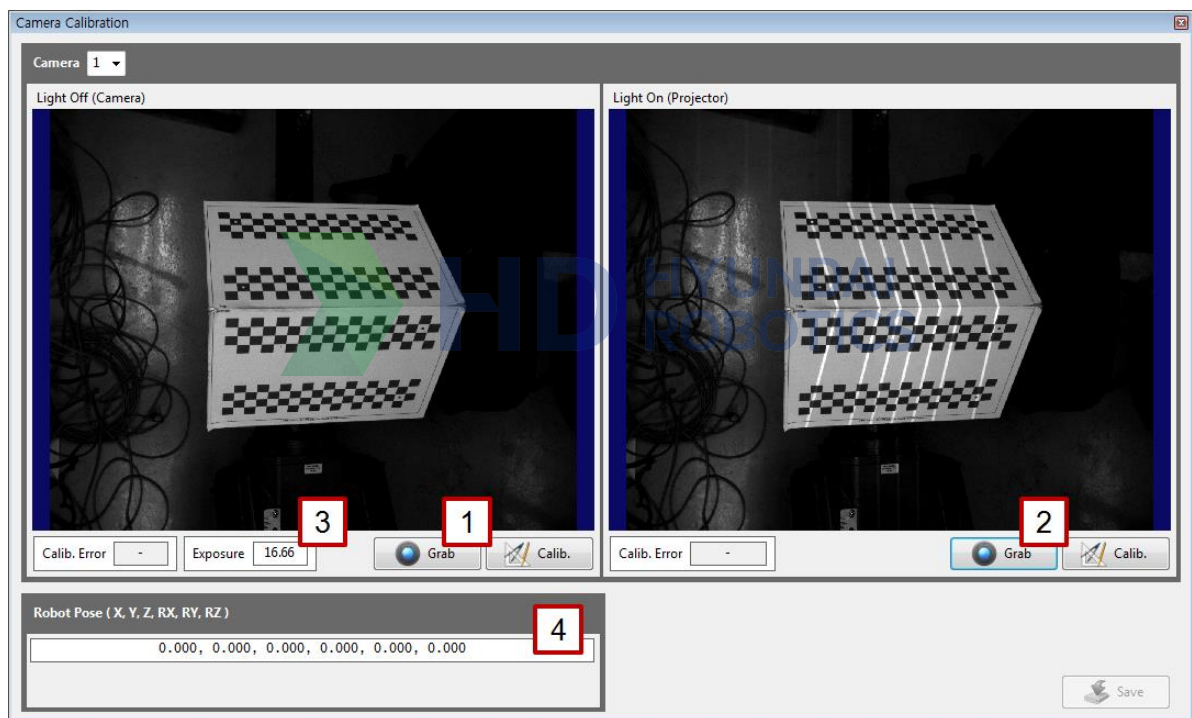 Camera Calibration
Camera 1
Light Off (Camera)
Light On (Projector)
HD HYUNDAI
ROBOTICS
3
1
2
Calib. Error -
Exposure 16.66
Grab
Calib.
Calib. Error -
Grab
Calib.
Robot Pose ( X, Y, Z, RX, RY, RZ )
4
0.000, 0.000, 0.000, 0.000, 0.000, 0.000
Save